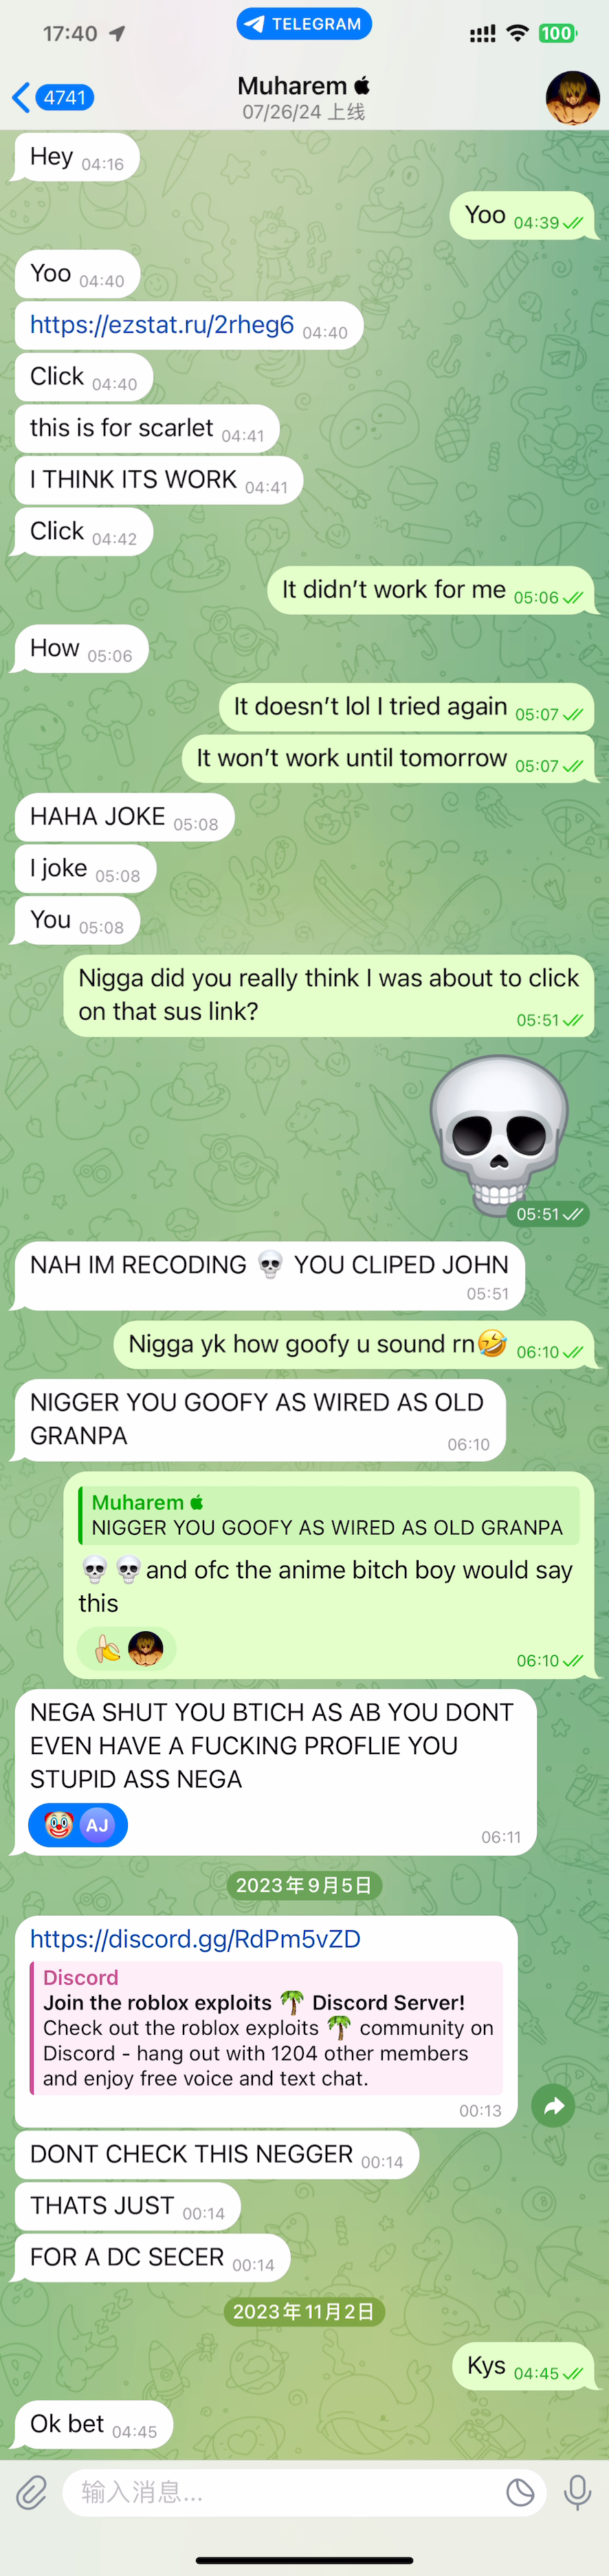 17:40
TELEGRAM
100
4741
Muharem
07/26/24 上线
Hey 04:16
Yoo 04:39
Yoo 04:40
https://ezstat.ru/2rheg6 04:40
Click 04:40
this is for scarlet 04:41
I THINK ITS WORK 04:41
Click 04:42
It didn’t work for me 05:06
How 05:06
It doesn’t lol I tried again 05:07
It won’t work until tomorrow 05:07
HAHA JOKE 05:08
I joke 05:08
You 05:08
Nigga did you really think I was about to click
on that sus link?
05:51
05:51
NAH IM RECODING 💀 YOU CLIPED JOHN
05:51
Nigga yk how goofy u sound rn🤣 06:10
NIGGER YOU GOOFY AS WIRED AS OLD
GRANPA
06:10
Muharem
NIGGER YOU GOOFY AS WIRED AS OLD GRANPA
💀 💀 and ofc the anime bitch boy would say
this
06:10
NEGA SHUT YOU BTICH AS AB YOU DONT
EVEN HAVE A FUCKING PROFLIE YOU
STUPID ASS NEGA
AJ
06:11
2023年9月5日
https://discord.gg/RdPm5vZD
Discord
Join the roblox exploits 🌴 Discord Server!
Check out the roblox exploits 🌴 community on
Discord - hang out with 1204 other members
and enjoy free voice and text chat.
00:13
DONT CHECK THIS NEGGER 00:14
THATS JUST 00:14
FOR A DC SECER 00:14
2023年11月2日
Kys 04:45
Ok bet 04:45
输入消息...